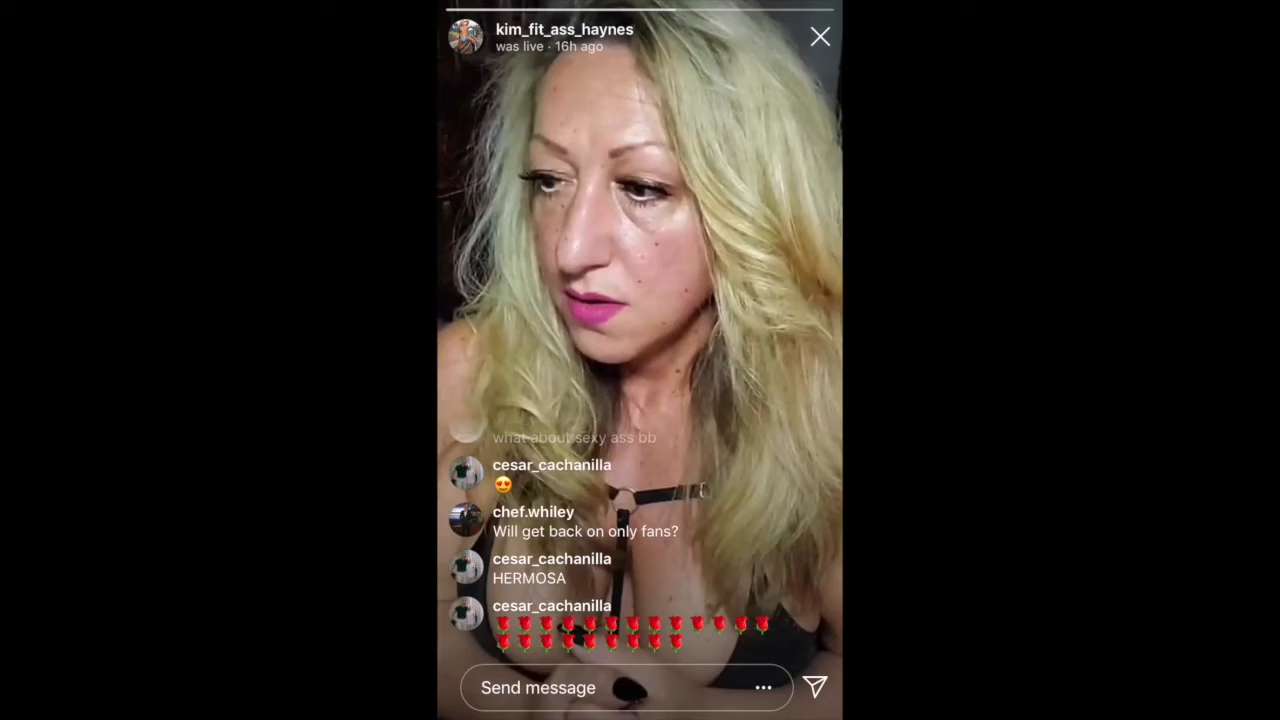 kim_fit_ass_haynes
was live · 16h ago
what about sexy ass bb
cesar_cachanilla
😍
chef.whiley
Will get back on only fans?
cesar_cachanilla
HERMOSA
cesar_cachanilla
🌹🌹🌹🌹🌹🌹🌹🌹🌹🌹🌹🌹🌹
🌹🌹🌹🌹🌹🌹🌹🌹🌹
Send message